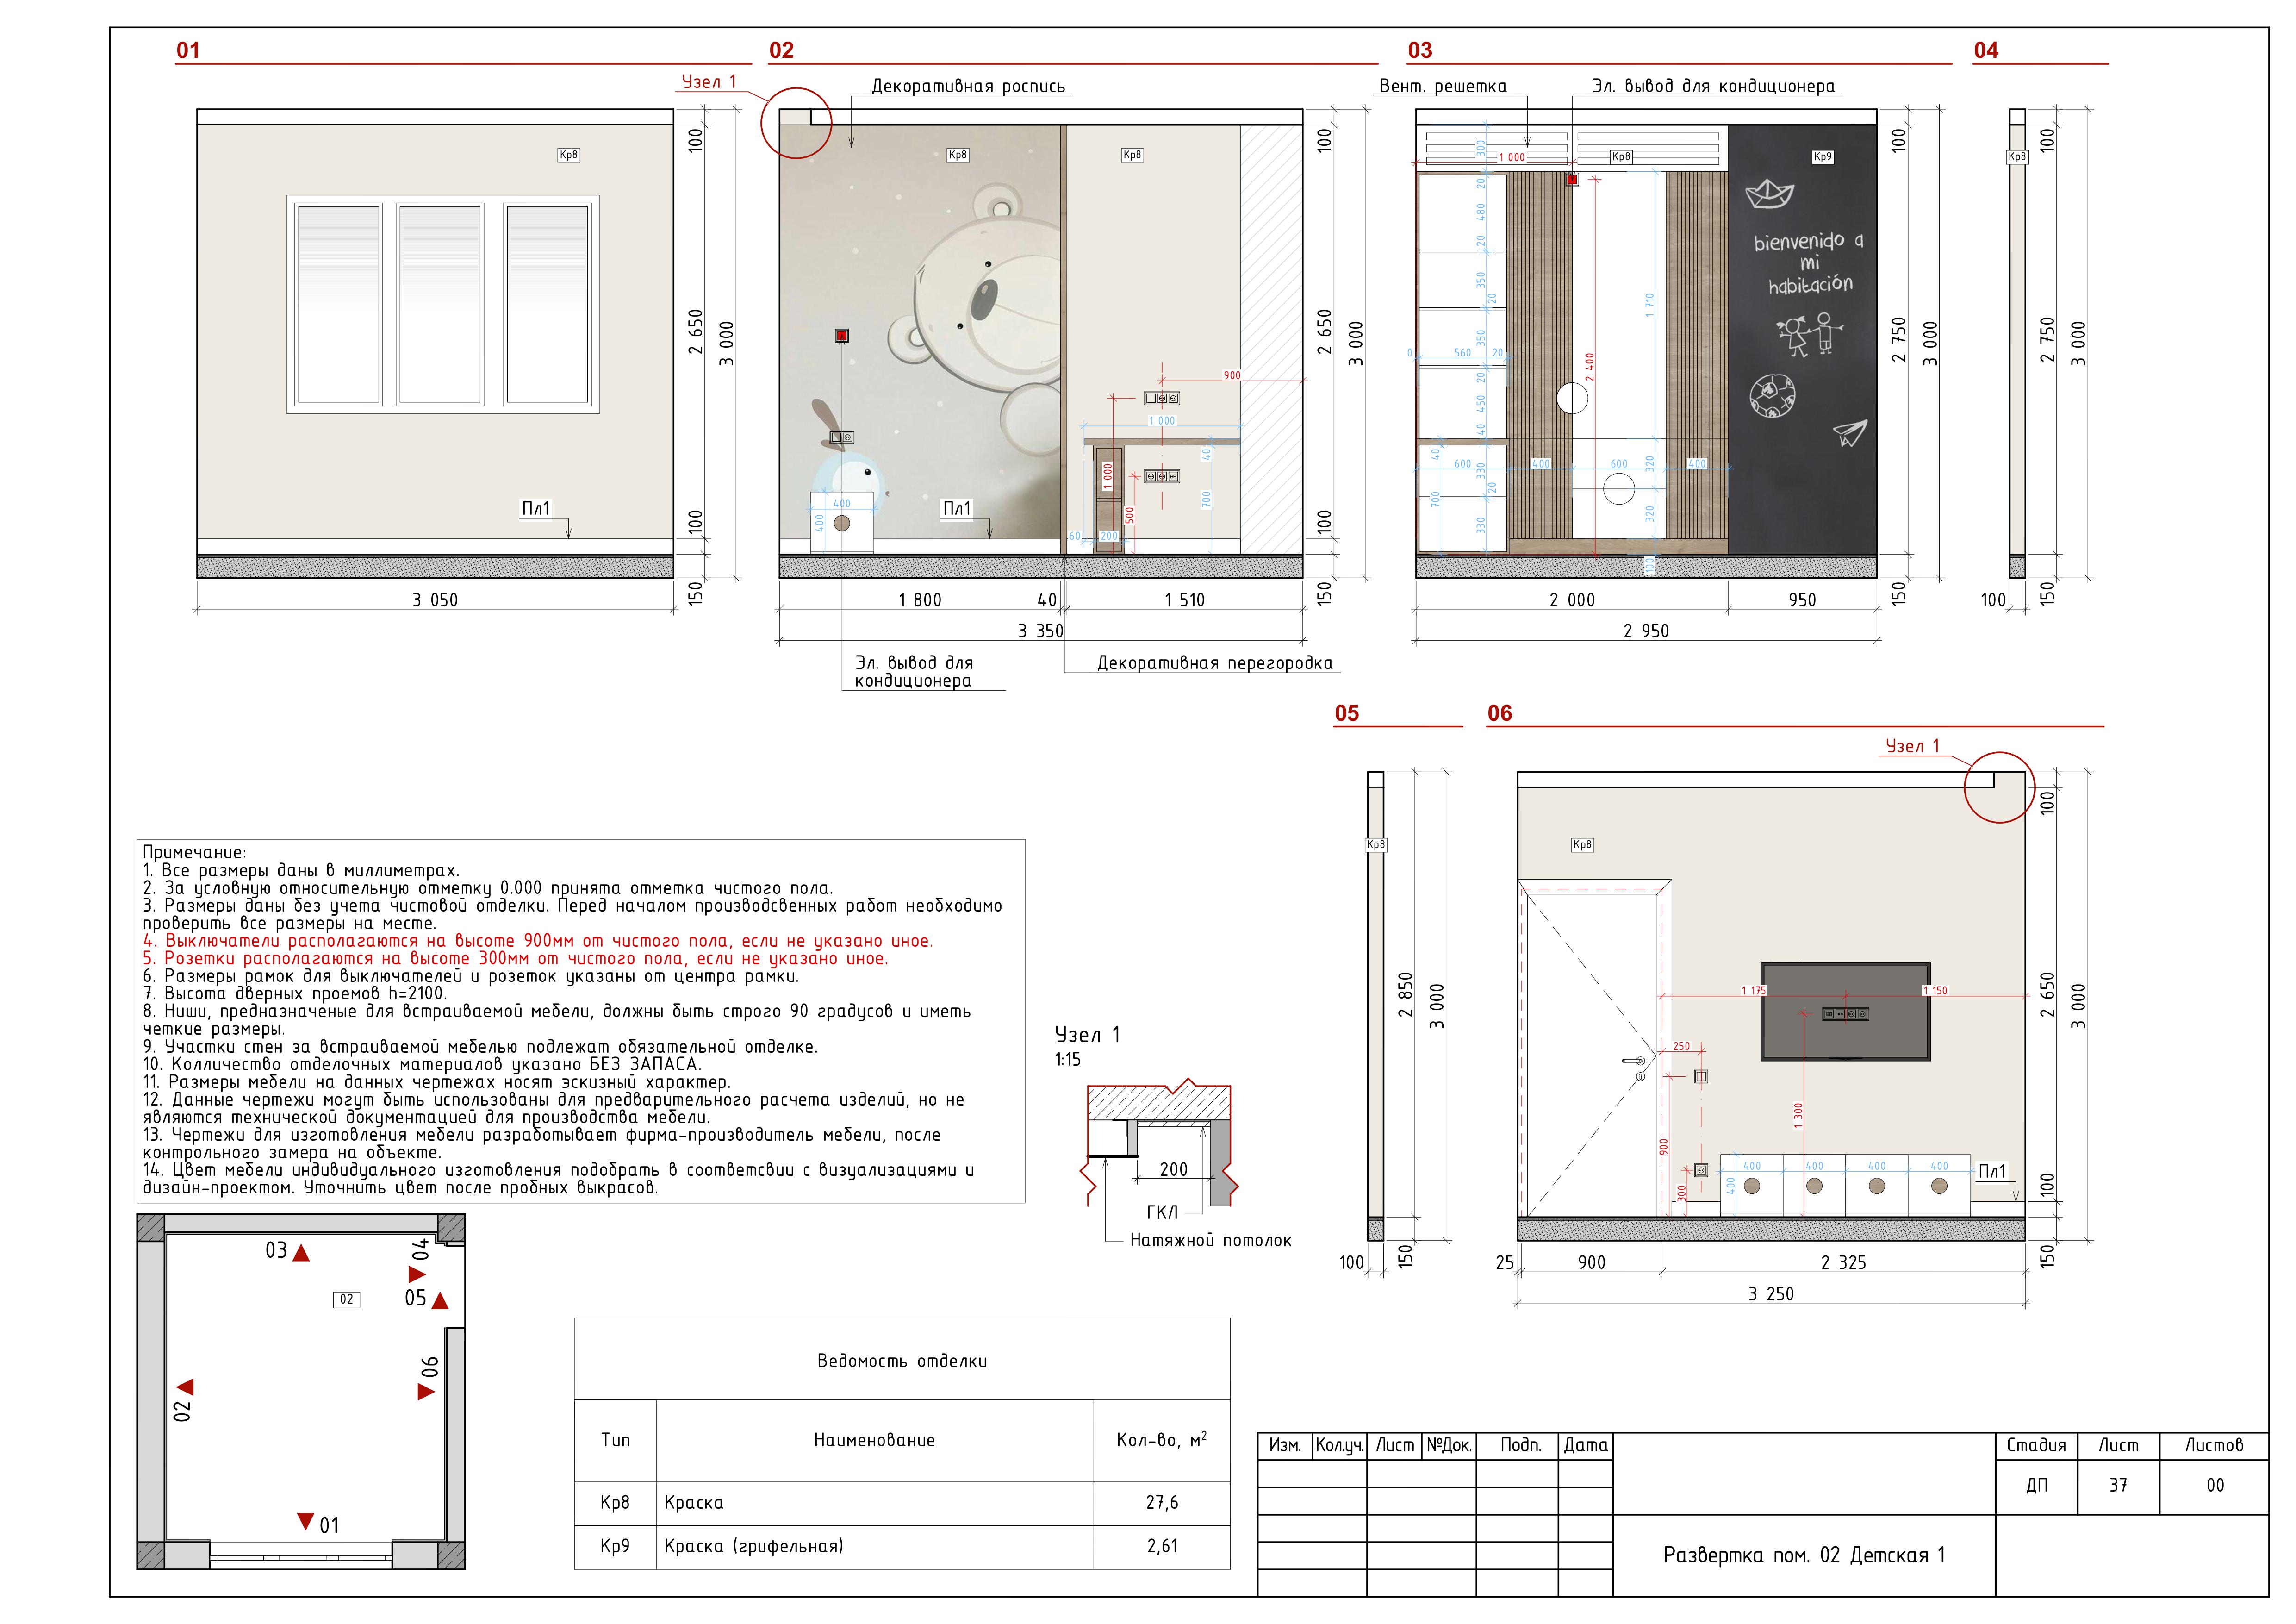 01
02
03
04
Узел 1
Декоративная роспись
Вент. решетка
Эл. вывод для кондиционера
Кр8
100
2 650
3 000
100
150
Пл1
3 050
Кр8
Кр8
900
1 000
40
1 000
500
700
400
400
60
200
Пл1
100
2 650
3 000
100
150
1 800
40
1 510
3 350
Эл. вывод для
кондиционера
Декоративная перегородка
300
1 000
Кр8
Кр9
20
480
20
350
20
1 710
350
0
560
20
2 400
20
450
40
40
600
330
400
600
320
400
20
700
330
320
100
bienvenido a
mi
habitación
100
2 750
3 000
150
2 000
950
2 950
Кр8
100
2 750
3 000
100
150
05
06
Узел 1
Кр8
2 850
3 000
100
150
Кр8
1 175
1 150
250
1 300
900
300
400
400
400
400
400
Пл1
100
2 650
3 000
100
150
25
900
2 325
3 250
Примечание:
1. Все размеры даны в миллиметрах.
2. За условную относительную отметку 0.000 принята отметка чистого пола.
3. Размеры даны без учета чистовой отделки. Перед началом производсвенных работ необходимо
проверить все размеры на месте.
4. Выключатели располагаются на высоте 900мм от чистого пола, если не указано иное.
5. Розетки располагаются на высоте 300мм от чистого пола, если не указано иное.
6. Размеры рамок для выключателей и розеток указаны от центра рамки.
7. Высота дверных проемов h=2100.
8. Ниши, предназначеные для встраиваемой мебели, должны быть строго 90 градусов и иметь
четкие размеры.
9. Участки стен за встраиваемой мебелью подлежат обязательной отделке.
10. Колличество отделочных материалов указано БЕЗ ЗАПАСА.
11. Размеры мебели на данных чертежах носят эскизный характер.
12. Данные чертежи могут быть использованы для предварительного расчета изделий, но не
являются технической документацией для производства мебели.
13. Чертежи для изготовления мебели разработывает фирма-производитель мебели, после
контрольного замера на объекте.
14. Цвет мебели индивидуального изготовления подобрать в соответсвии с визуализациями и
дизайн-проектом. Уточнить цвет после пробных выкрасов.
Узел 1
1:15
200
ГКЛ
Натяжной потолок
03
04
02
05
06
02
01
Ведомость отделки
Тип Наименование Кол-во, м²
Кр8 Краска 27,6
Кр9 Краска (грифельная) 2,61
Изм. Кол.уч. Лист №Док. Подп. Дата
Стадия Лист Листов
ДП 37 00
Развертка пом. 02 Детская 1